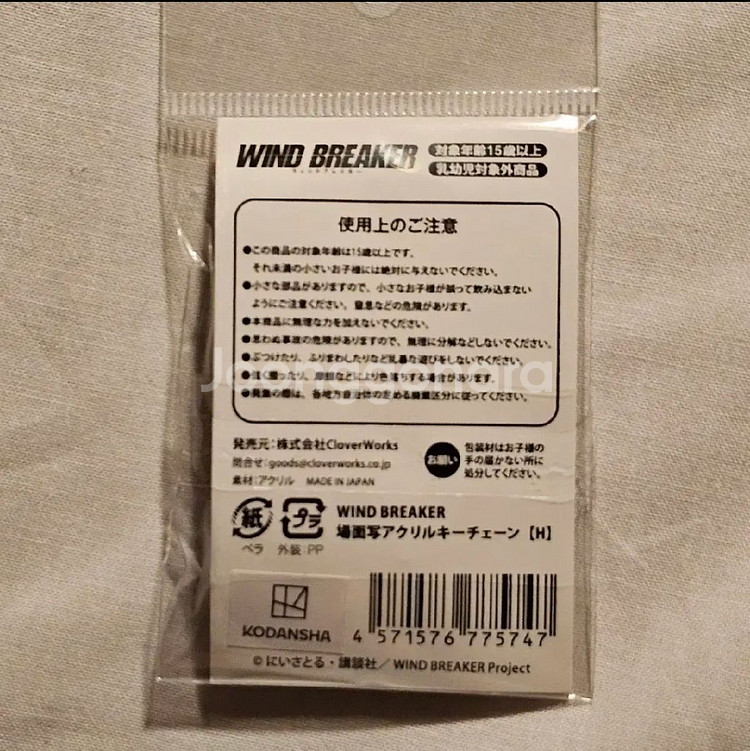 WIND BREAKER
ウィンドブレイカー
対象年齢15歳以上
乳幼児対象外商品
使用上のご注意
●この商品の対象年齢は15歳以上です。
それ未満の小さいお子様には絶対に与えないでください。
●小さな部品がありますので、小さなお子様が誤って飲み込まない
ようにご注意ください。窒息などの危険があります。
●本商品に無理な力を加えないでください。
●思わぬ事故の危険がありますので、無理に分解などしないでください。
●ぶつけたり、ふりまわしたりなど乱暴な遊びをしないでください。
●強く擦ったり、摩擦などにより色落ちする場合があります。
●廃棄の際は、各地方自治体の定める廃棄区分に従ってください。
Joonggonara
発売元：株式会社CloverWorks
問合せ：goods@cloverworks.co.jp
素材：アクリル MADE IN JAPAN
お願い
包装材はお子様の
手の届かない所に
処分してください。
紙
ベラ
プラ
外装：PP
WIND BREAKER
場面写アクリルキーチェーン【H】
KODANSHA
4 571576 775747
© にいさとる・講談社／WIND BREAKER Project